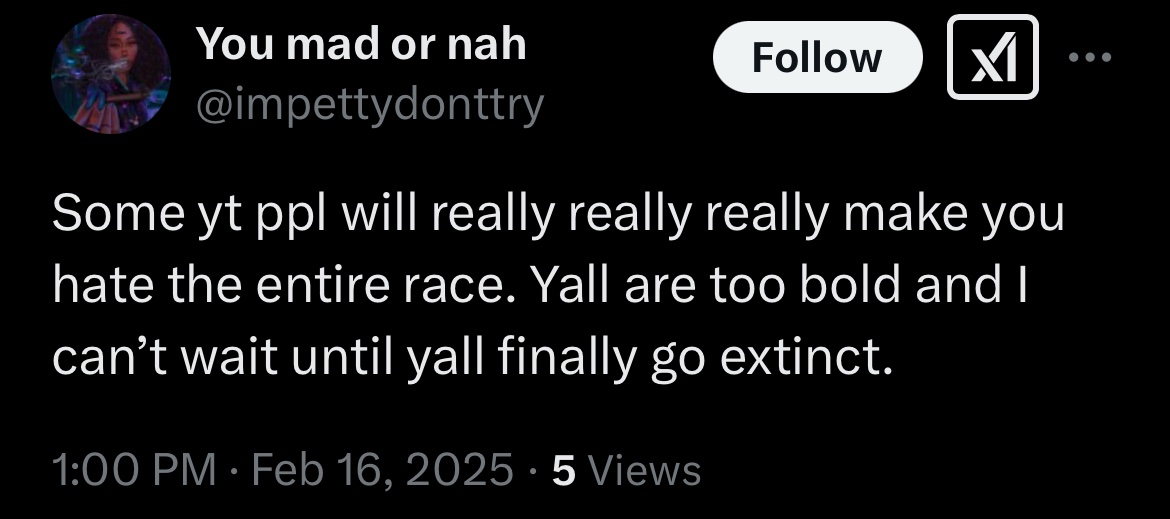 You mad or nah
Follow
@impettydonttry
Some yt ppl will really really really make you
hate the entire race. Yall are too bold and I
can’t wait until yall finally go extinct.
1:00 PM · Feb 16, 2025 · 5 Views